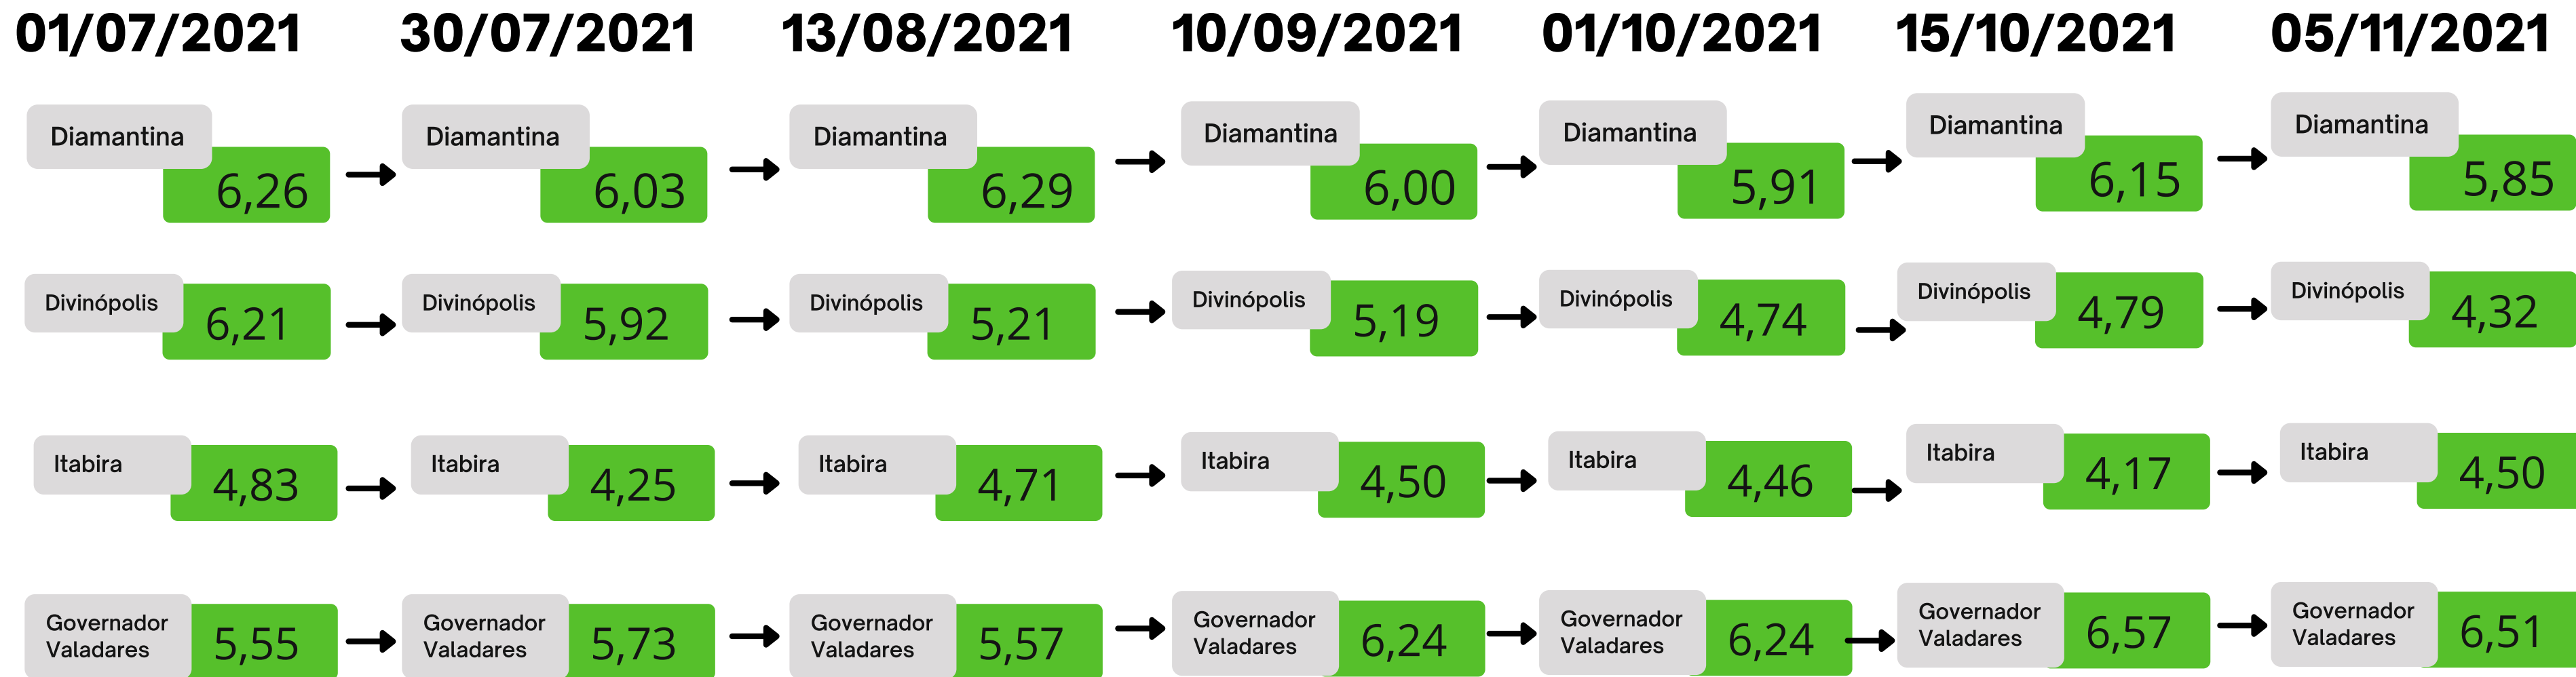 01/07/2021 30/07/2021 13/08/2021 10/09/2021 01/10/2021 15/10/2021 05/11/2021
Diamantina Diamantina Diamantina Diamantina Diamantina Diamantina Diamantina
6,26 6,03 6,29 6,00 5,91 6,15 5,85
Divinópolis Divinópolis Divinópolis Divinópolis Divinópolis Divinópolis Divinópolis
6,21 5,92 5,21 5,19 4,74 4,79 4,32
Itabira Itabira Itabira Itabira Itabira Itabira Itabira
4,83 4,25 4,71 4,50 4,46 4,17 4,50
Governador Governador Governador Governador Governador Governador Governador
Valadares Valadares Valadares Valadares Valadares Valadares Valadares
5,55 5,73 5,57 6,24 6,24 6,57 6,51